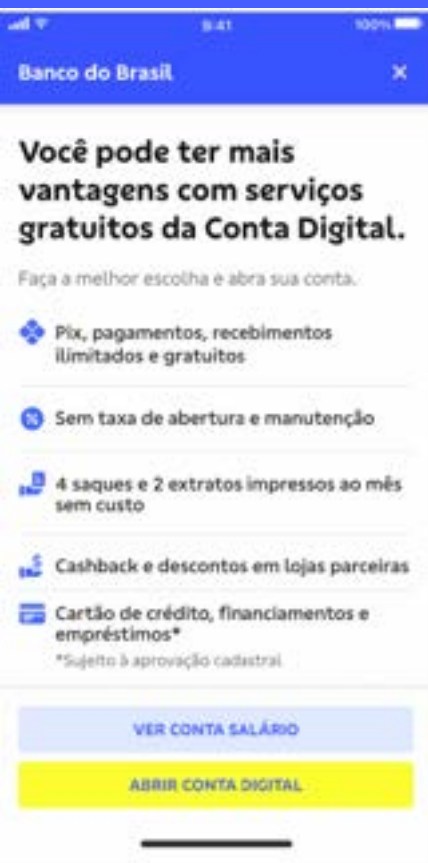 9:41
100%
Banco do Brasil
×
Você pode ter mais
vantagens com serviços
gratuitos da Conta Digital.
Faça a melhor escolha e abra sua conta.
Pix, pagamentos, recebimentos
ilimitados e gratuitos
Sem taxa de abertura e manutenção
4 saques e 2 extratos impressos ao mês
sem custo
Cashback e descontos em lojas parceiras
Cartão de crédito, financiamentos e
empréstimos*
*Sujeito à aprovação cadastral
VER CONTA SALÁRIO
ABRIR CONTA DIGITAL